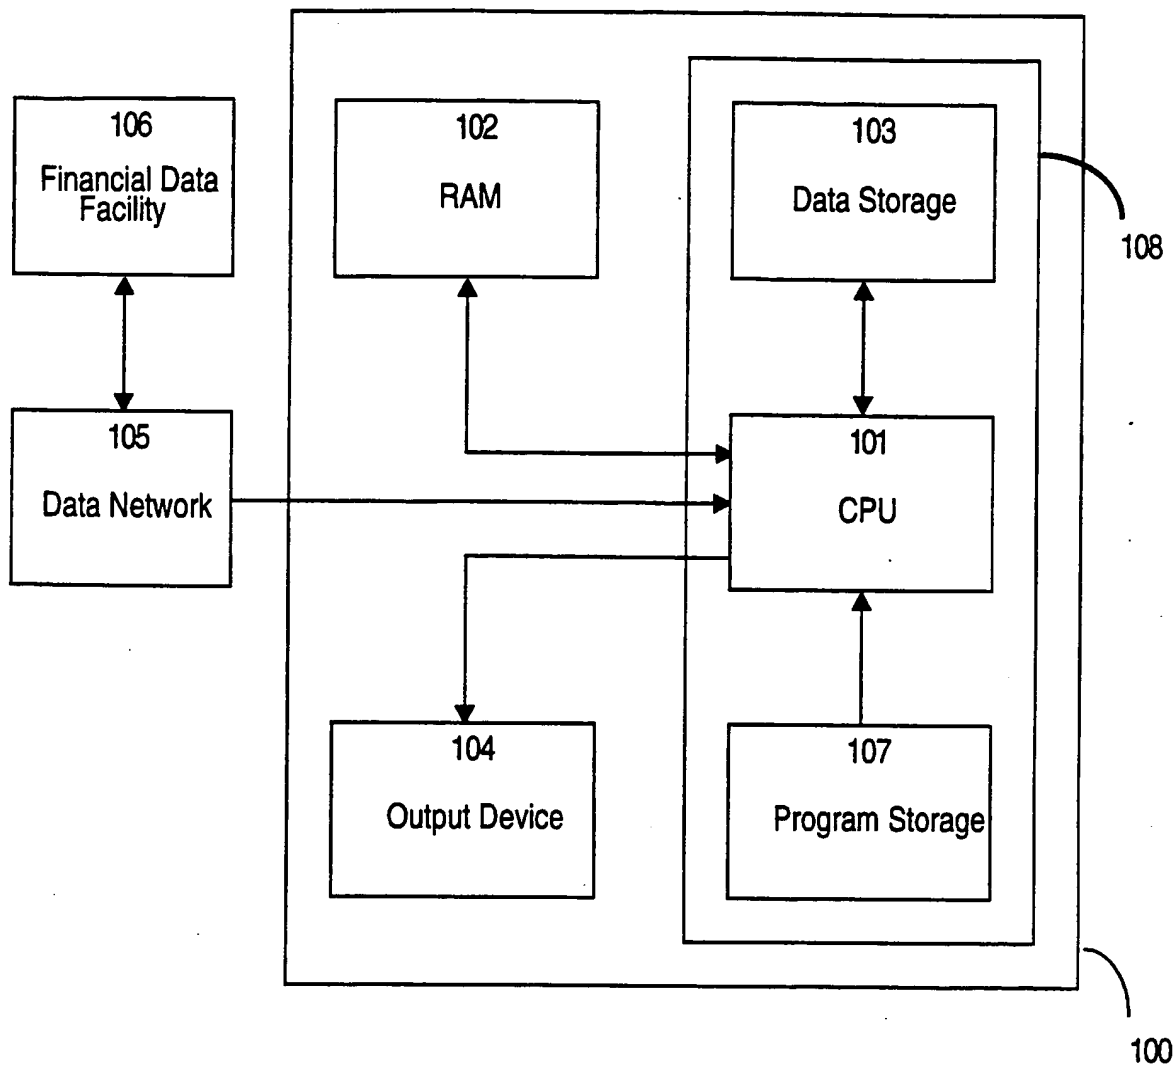 106
Financial Data
Facility
102
RAM
103
Data Storage
108
105
Data Network
101
CPU
104
Output Device
107
Program Storage
100